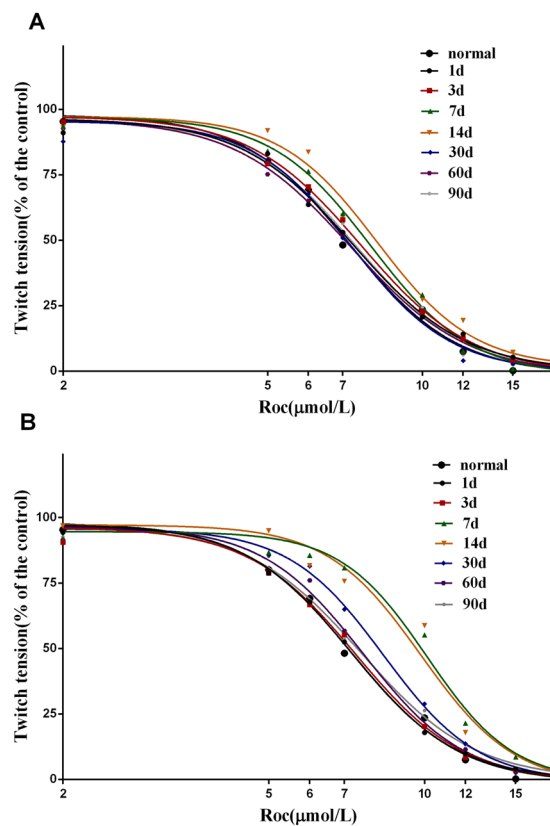 A
normal
1d
3d
7d
14d
30d
60d
90d
Twitch tension(% of the control)
100
75
50
25
0
2
5
6
7
10
12
15
Roc(μmol/L)
B
normal
1d
3d
7d
14d
30d
60d
90d
Twitch tension(% of the control)
100
75
50
25
0
2
5
6
7
10
12
15
Roc(μmol/L)